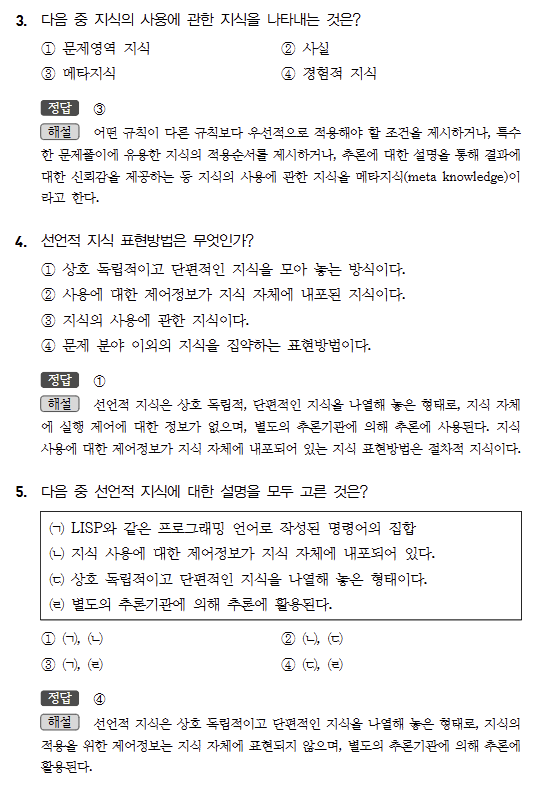 3. 다음 중 지식의 사용에 관한 지식을 나타내는 것은?
① 문제영역 지식 ② 사실
③ 메타지식 ④ 경험적 지식
정답 ③
해설 어떤 규칙이 다른 규칙보다 우선적으로 적용해야 할 조건을 제시하거나, 특수
한 문제풀이에 유용한 지식의 적용순서를 제시하거나, 추론에 대한 설명을 통해 결과에
대한 신뢰감을 제공하는 등 지식의 사용에 관한 지식을 메타지식(meta knowledge)이
라고 한다.
4. 선언적 지식 표현방법은 무엇인가?
① 상호 독립적이고 단편적인 지식을 모아 놓는 방식이다.
② 사용에 대한 제어정보가 지식 자체에 내포된 지식이다.
③ 지식의 사용에 관한 지식이다.
④ 문제 분야 이외의 지식을 집약하는 표현방법이다.
정답 ①
해설 선언적 지식은 상호 독립적, 단편적인 지식을 나열해 놓은 형태로, 지식 자체
에 실행 제어에 대한 정보가 없으며, 별도의 추론기관에 의해 추론에 사용된다. 지식
사용에 대한 제어정보가 지식 자체에 내포되어 있는 지식 표현방법은 절차적 지식이다.
5. 다음 중 선언적 지식에 대한 설명을 모두 고른 것은?
㈀ LISP와 같은 프로그래밍 언어로 작성된 명령어의 집합
㈁ 지식 사용에 대한 제어정보가 지식 자체에 내포되어 있다.
㈂ 상호 독립적이고 단편적인 지식을 나열해 놓은 형태이다.
㈃ 별도의 추론기관에 의해 추론에 활용된다.
① ㈀, ㈁ ② ㈁, ㈂
③ ㈀, ㈃ ④ ㈂, ㈃
정답 ④
해설 선언적 지식은 상호 독립적이고 단편적인 지식을 나열해 놓은 형태로, 지식의
적용을 위한 제어정보는 지식 자체에 표현되지 않으며, 별도의 추론기관에 의해 추론에
활용된다.